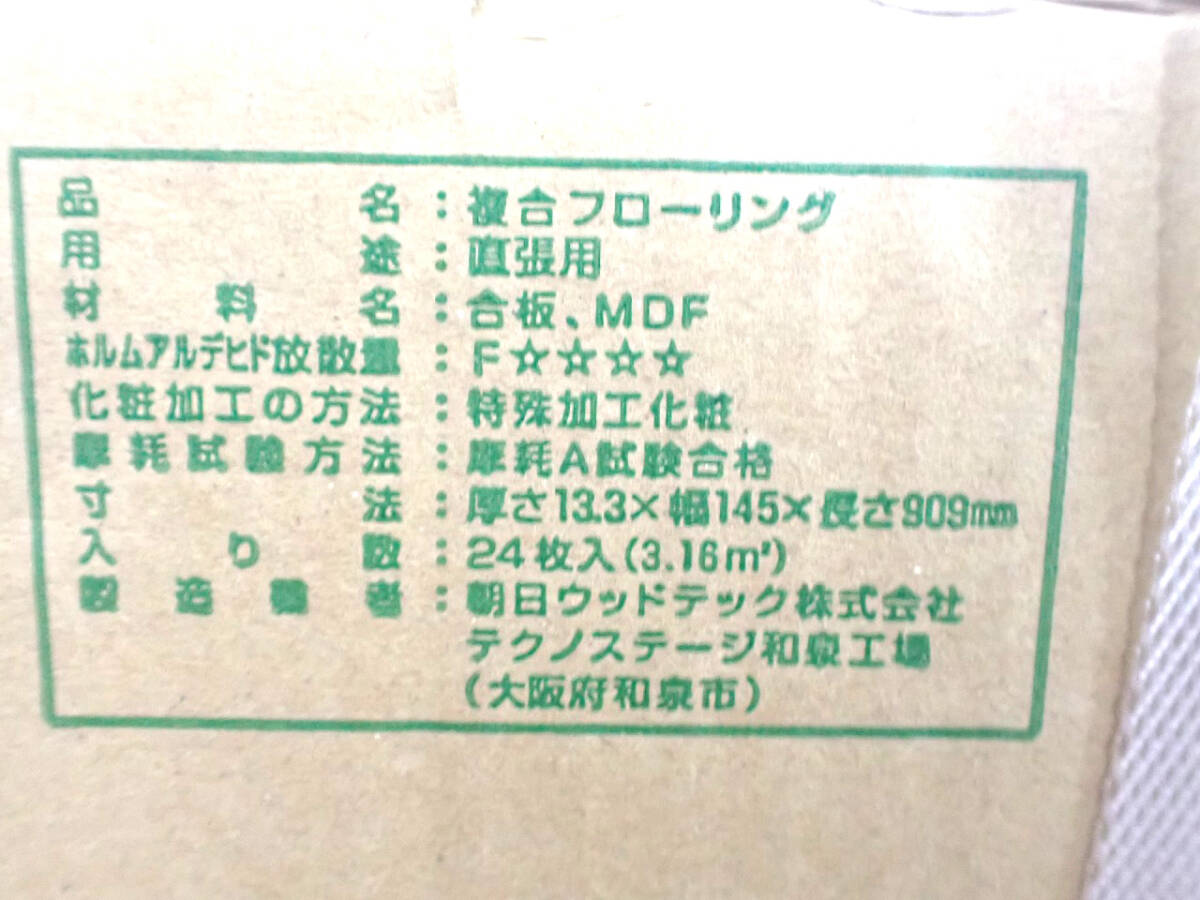 品名：複合フローリング
用途：直張用
材料名：合板、MDF
ホルムアルデヒド放散量：F☆☆☆☆
化粧加工の方法：特殊加工化粧
摩耗試験方法：摩耗A試験合格
寸法：厚さ13.3×幅145×長さ909mm
入り数：24枚入(3.16m²)
製造業者：朝日ウッドテック株式会社
テクノステージ和泉工場
(大阪府和泉市)